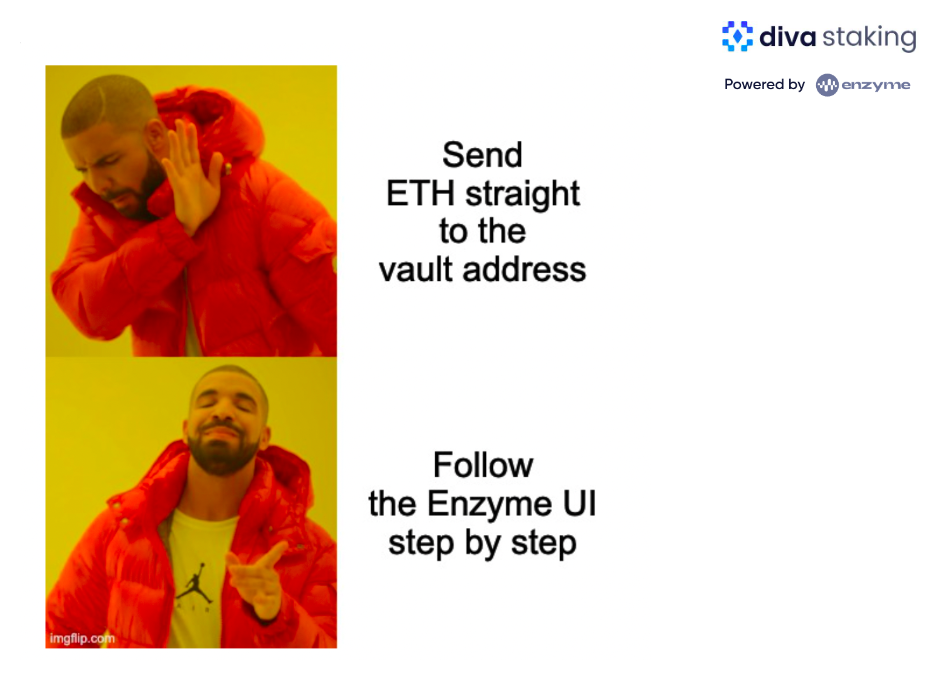 diva staking
Powered by enzyme
Send
ETH straight
to the
vault address
Follow
the Enzyme UI
step by step
imgflip.com